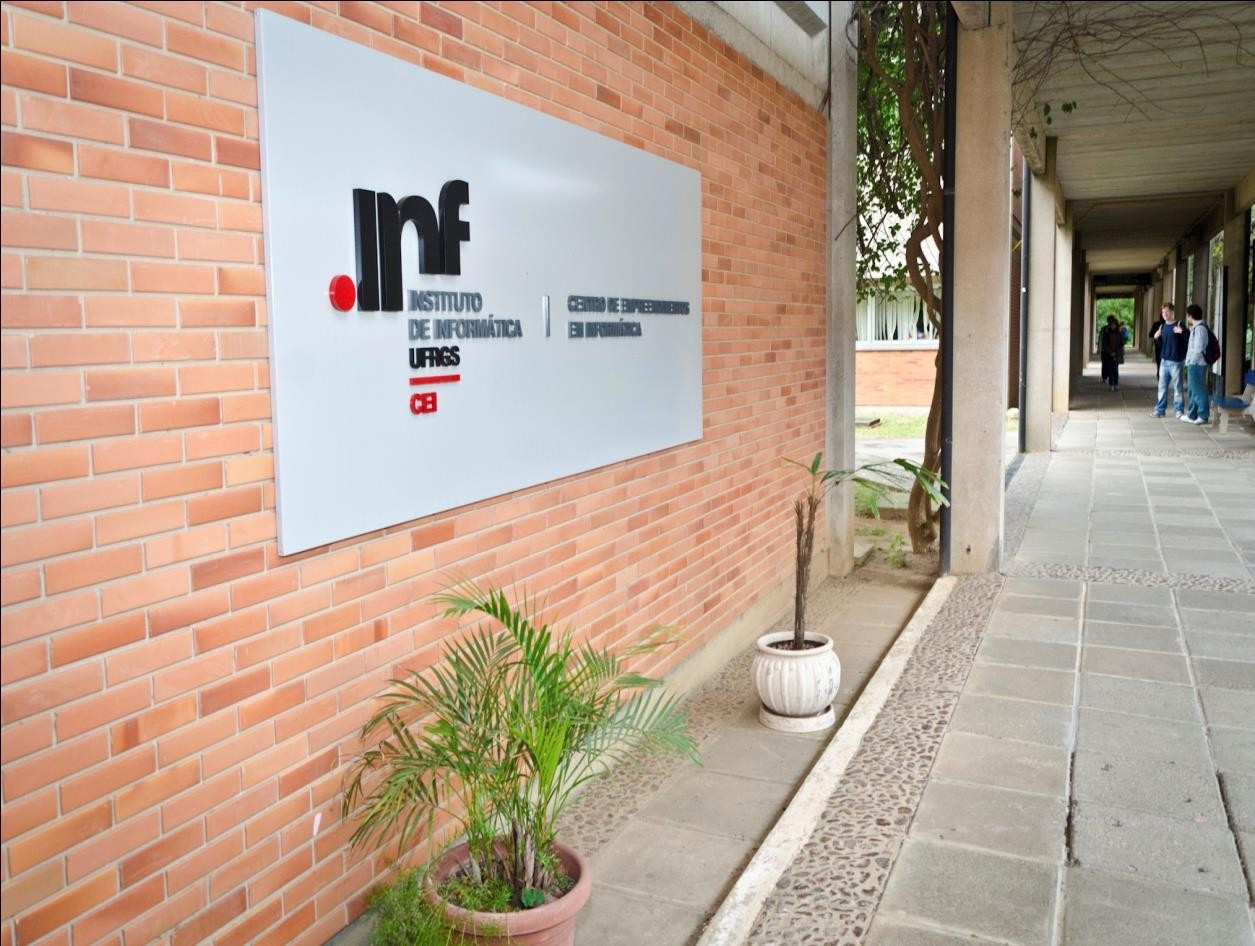 .inf
INSTITUTO
DE INFORMÁTICA
UFRGS
CEI
CENTRO DE EMPREENDIMENTOS
EM INFORMÁTICA